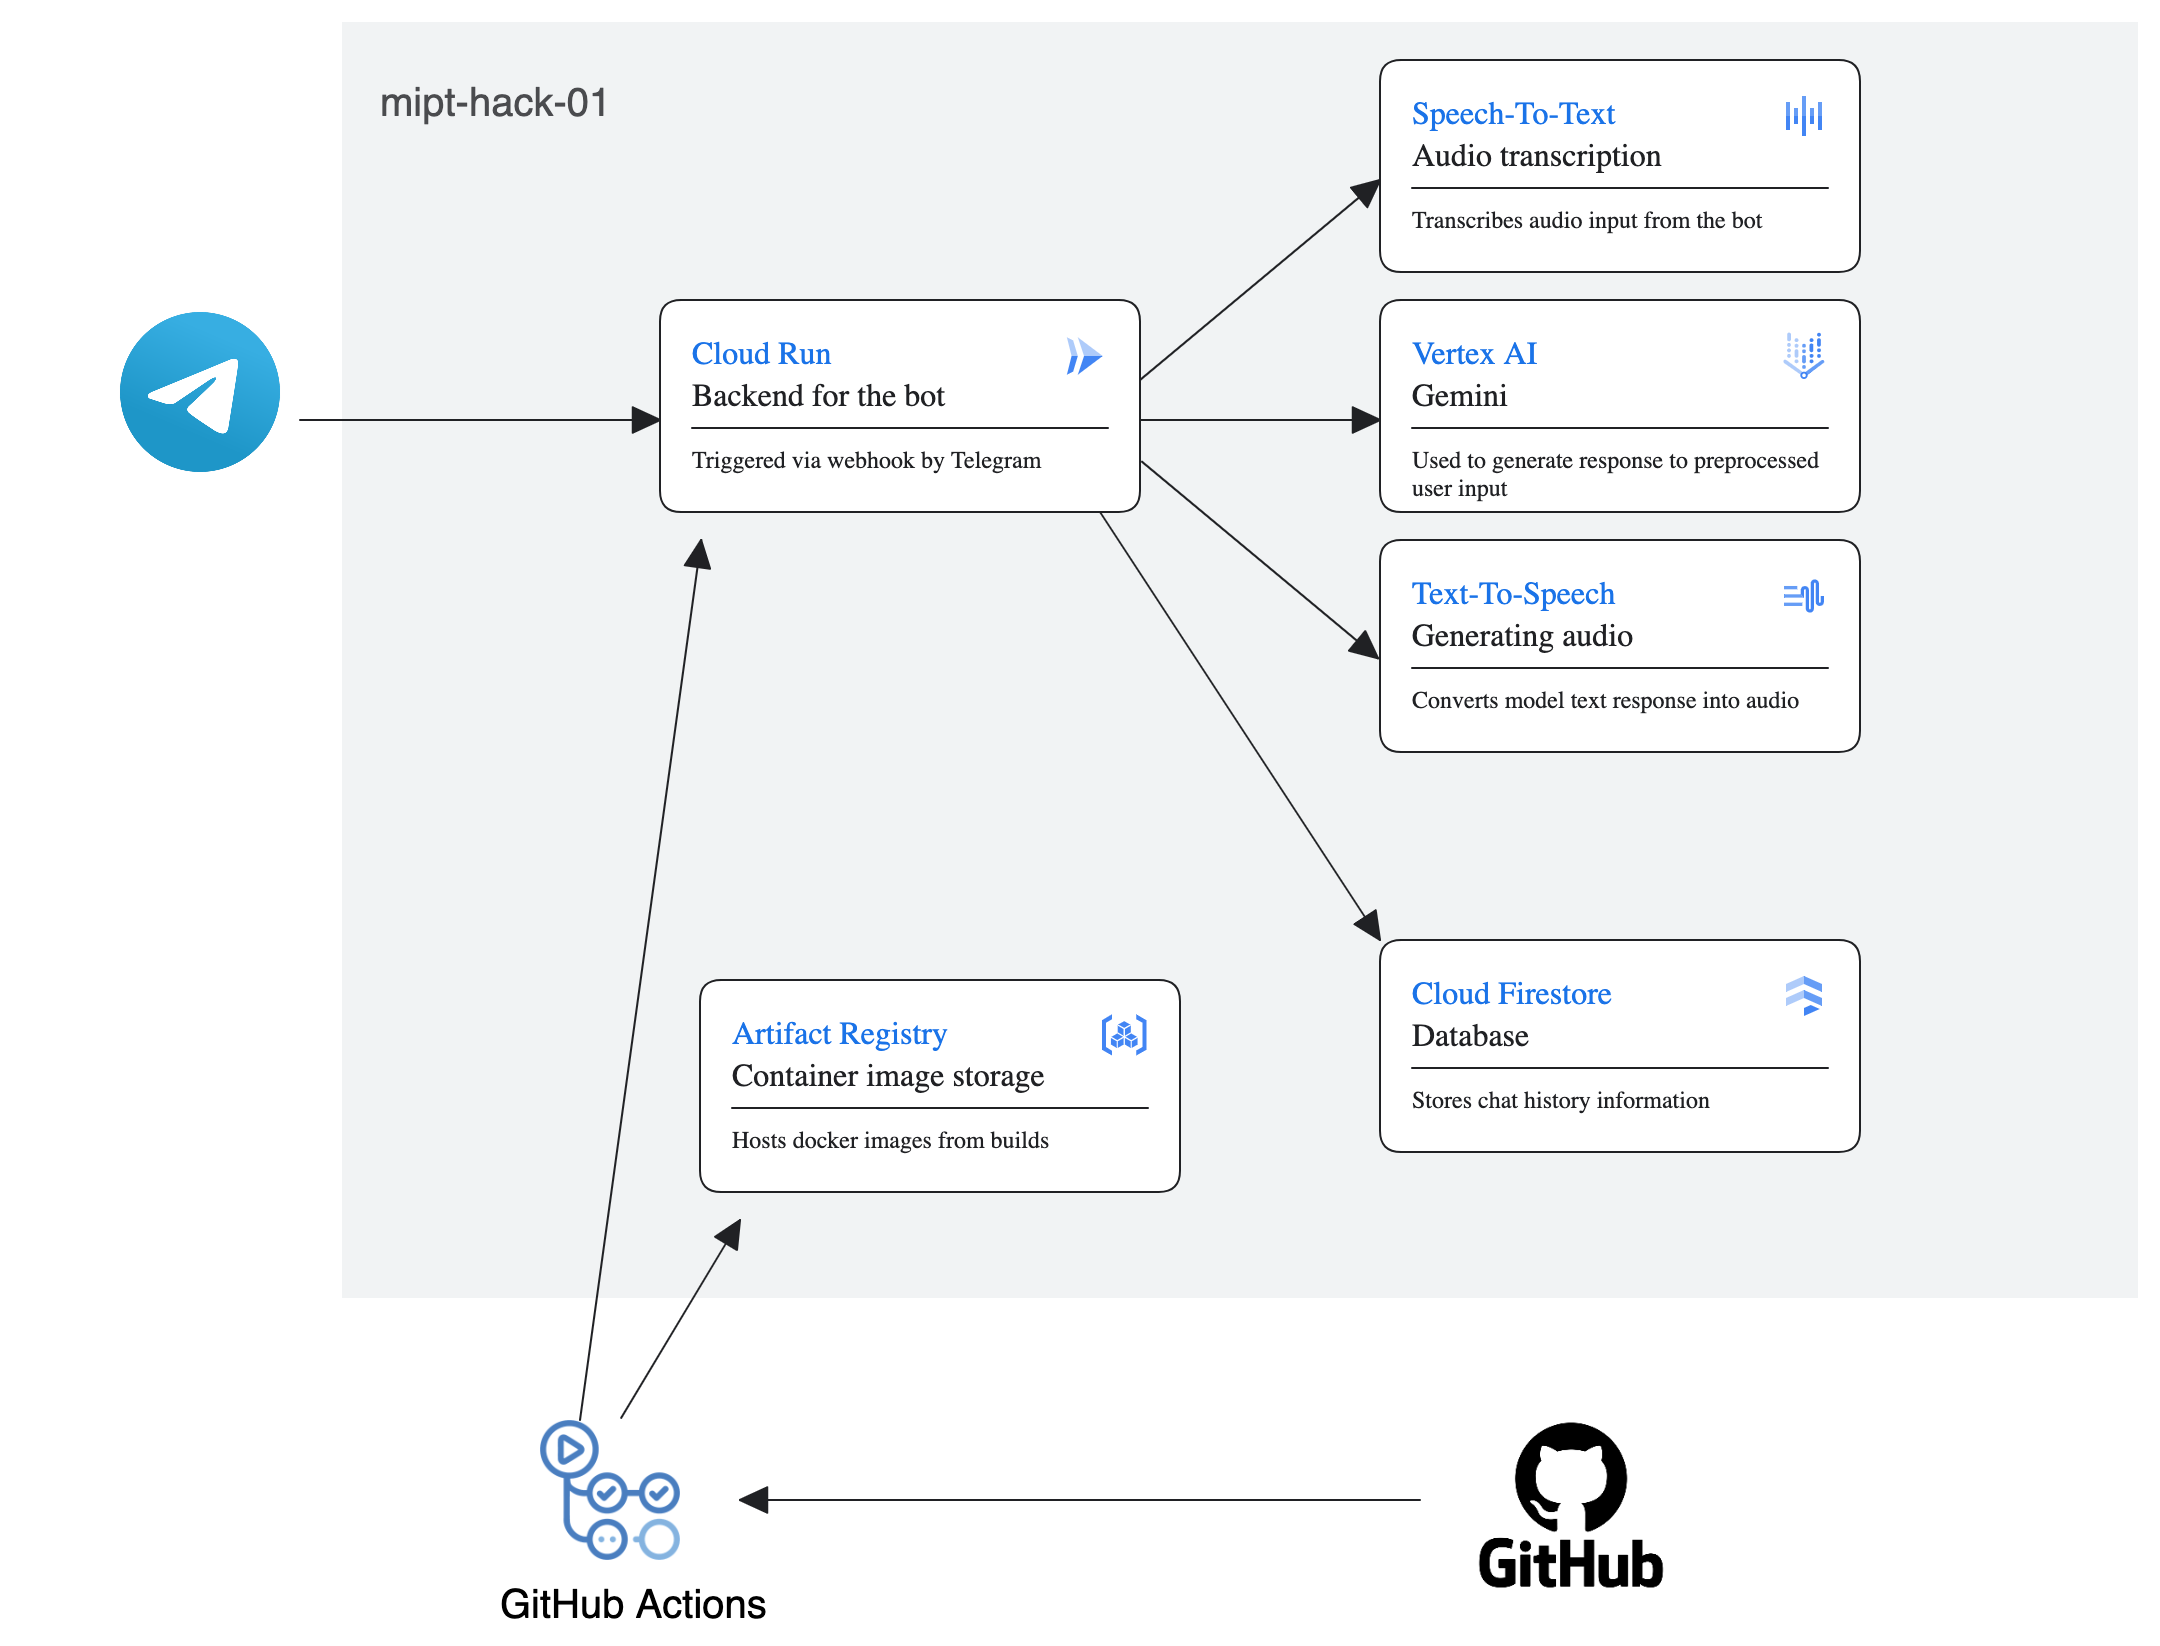 mipt-hack-01
Speech-To-Text
Audio transcription
Transcribes audio input from the bot
Cloud Run
Backend for the bot
Triggered via webhook by Telegram
Vertex AI
Gemini
Used to generate response to preprocessed
user input
Text-To-Speech
Generating audio
Converts model text response into audio
Artifact Registry
Container image storage
Hosts docker images from builds
Cloud Firestore
Database
Stores chat history information
GitHub Actions
GitHub